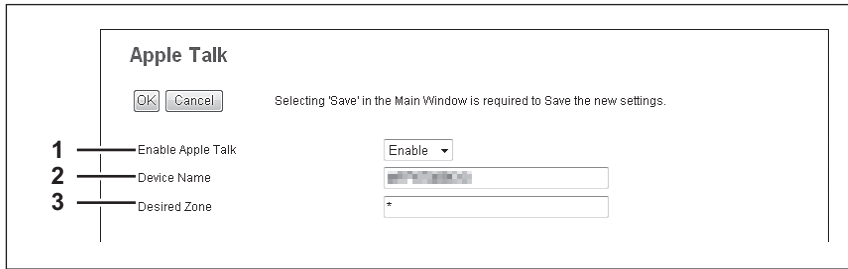 Apple Talk
OK Cancel Selecting 'Save' in the Main Window is required to Save the new settings.
1 Enable Apple Talk Enable
2 Device Name
3 Desired Zone *